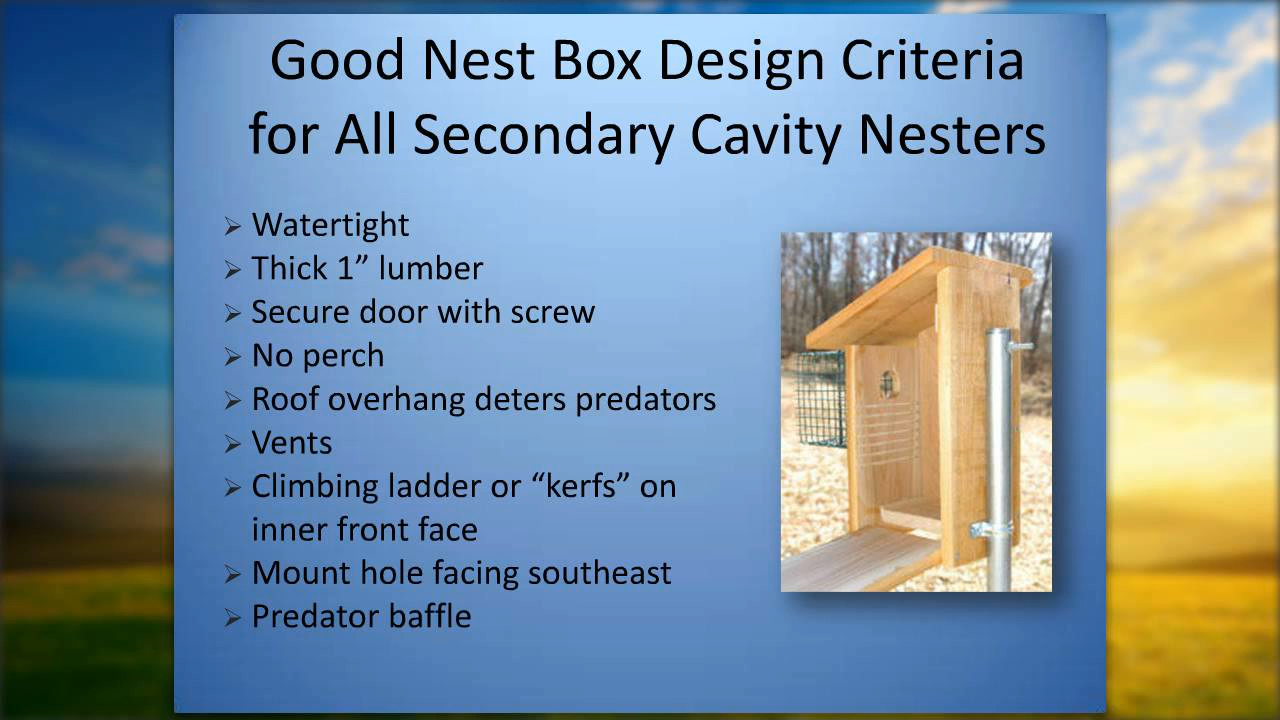 Good Nest Box Design Criteria
for All Secondary Cavity Nesters
Watertight
Thick 1” lumber
Secure door with screw
No perch
Roof overhang deters predators
Vents
Climbing ladder or “kerfs” on
inner front face
Mount hole facing southeast
Predator baffle